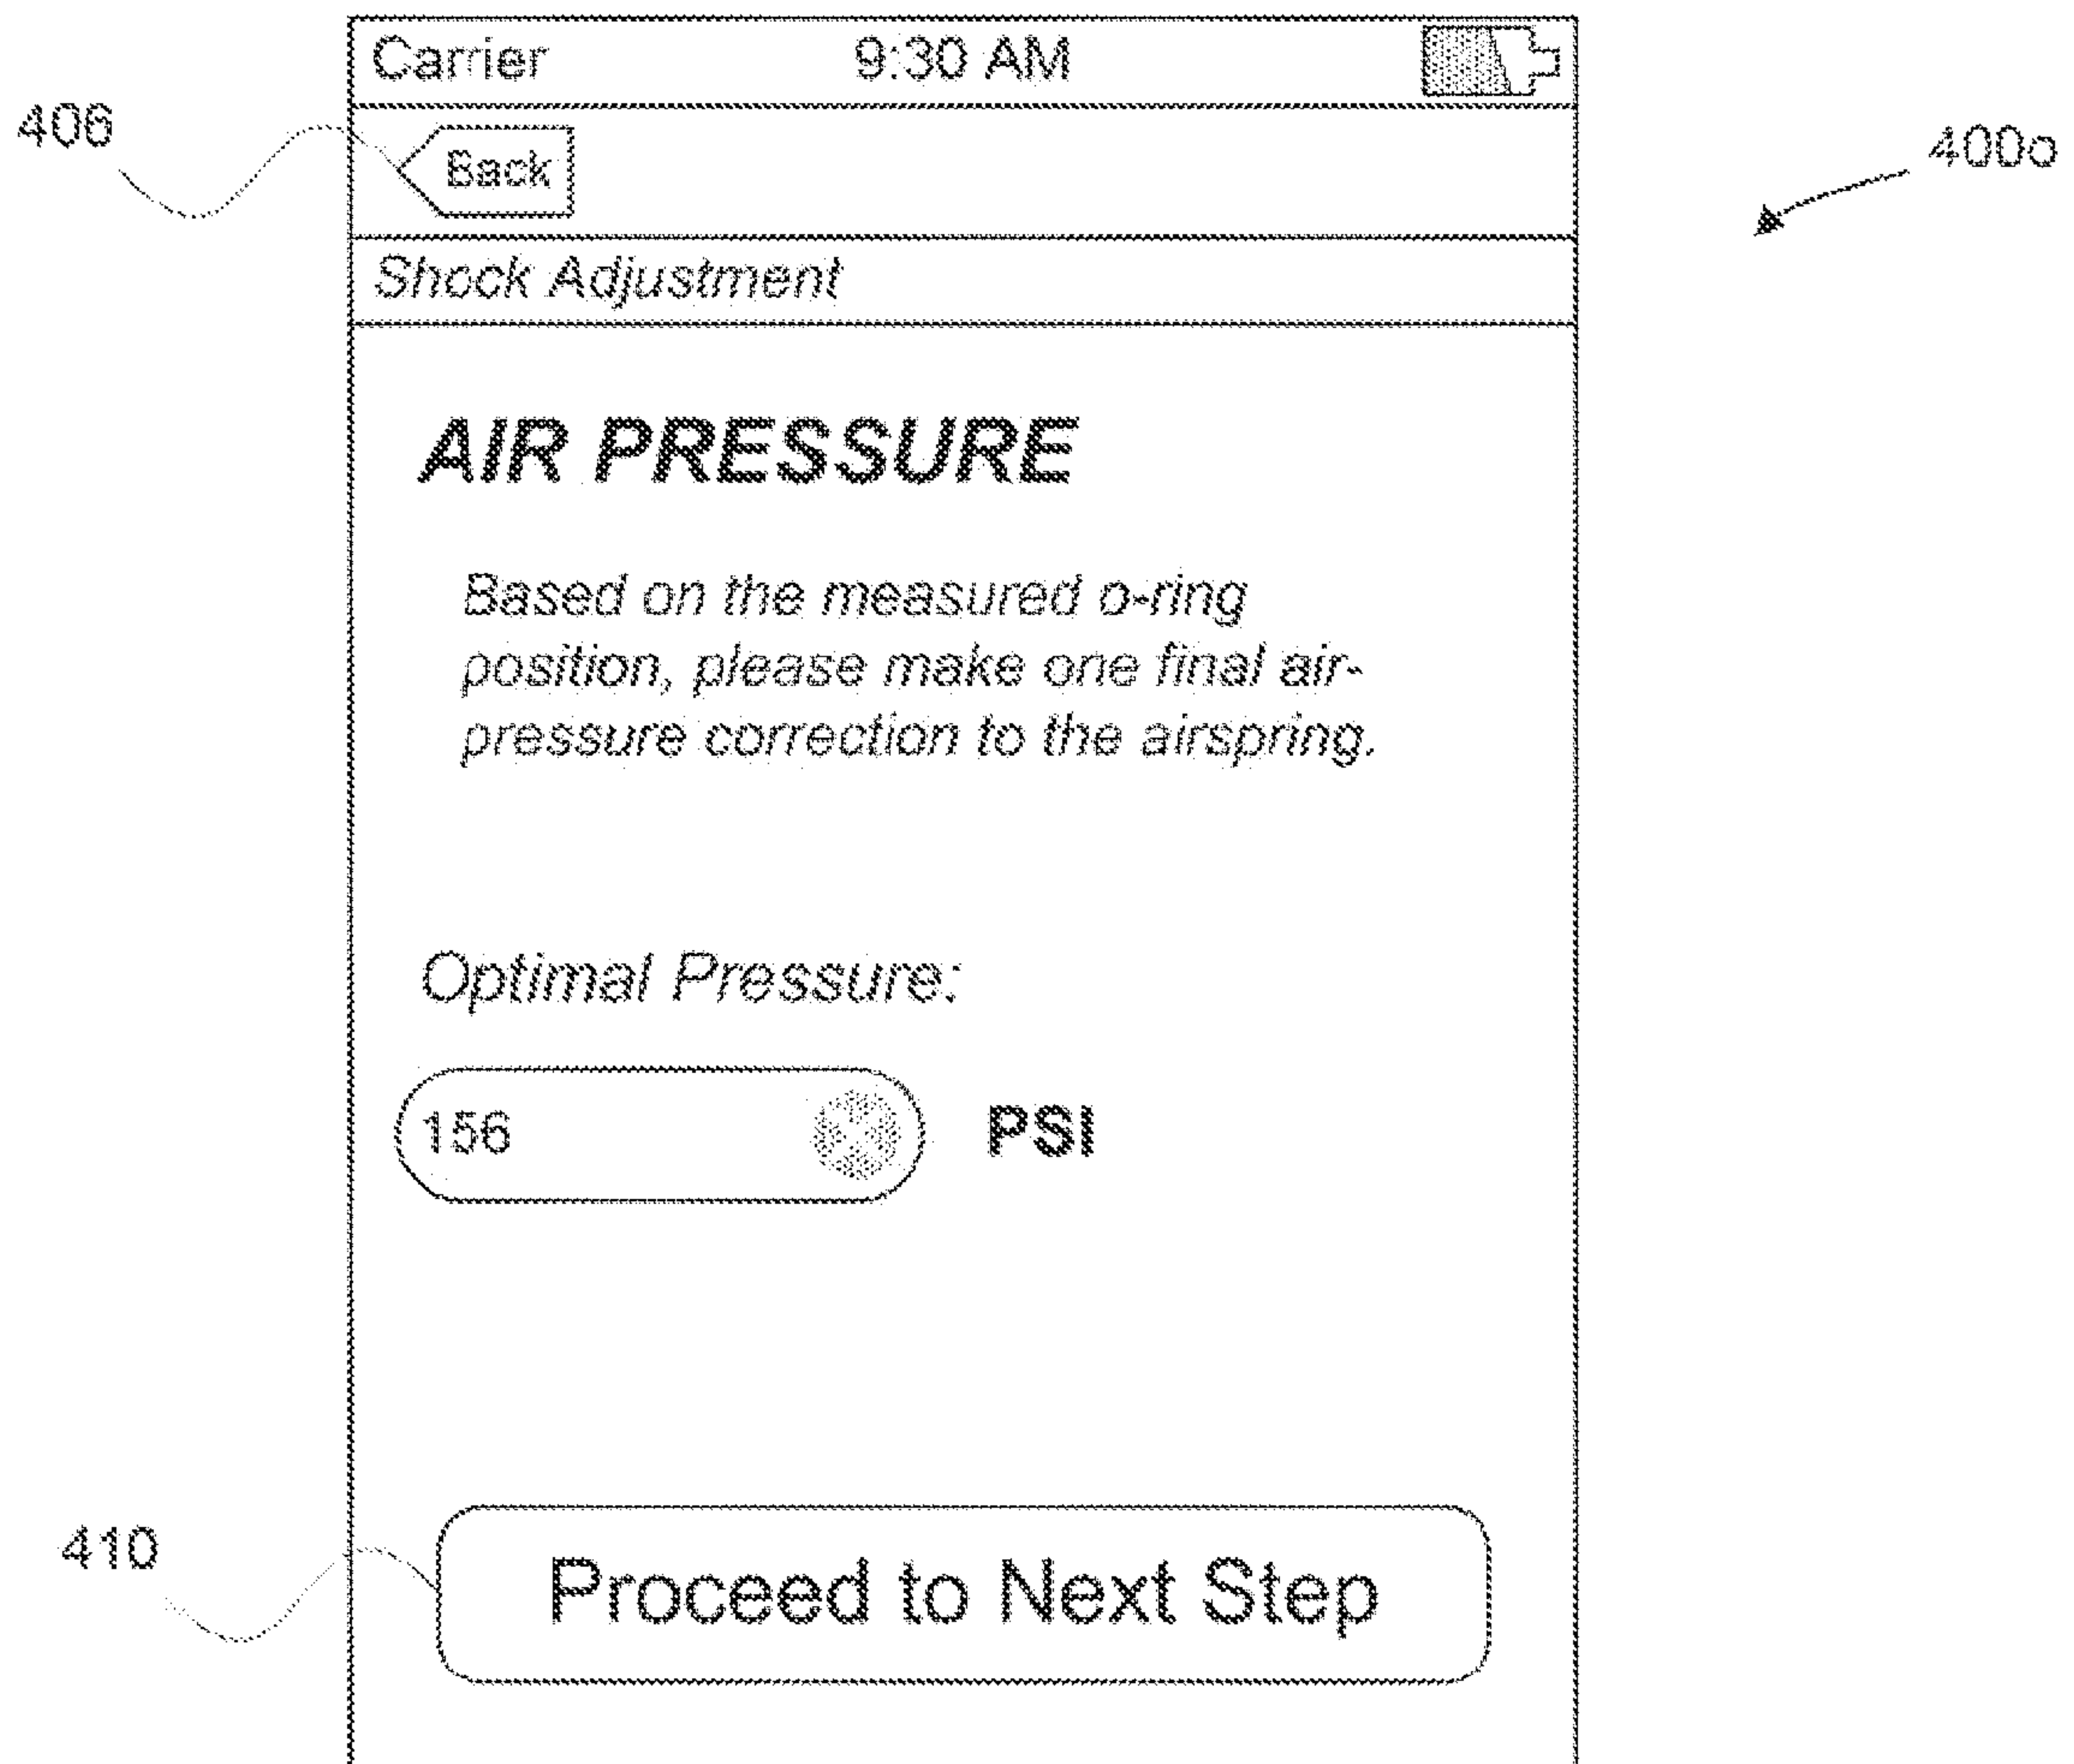 Carrier 9:30 AM
406
Back
400o
Shock Adjustment
AIR PRESSURE
Based on the measured o-ring
position, please make one final air-
pressure correction to the airspring.
Optimal Pressure:
156 PSI
410
Proceed to Next Step